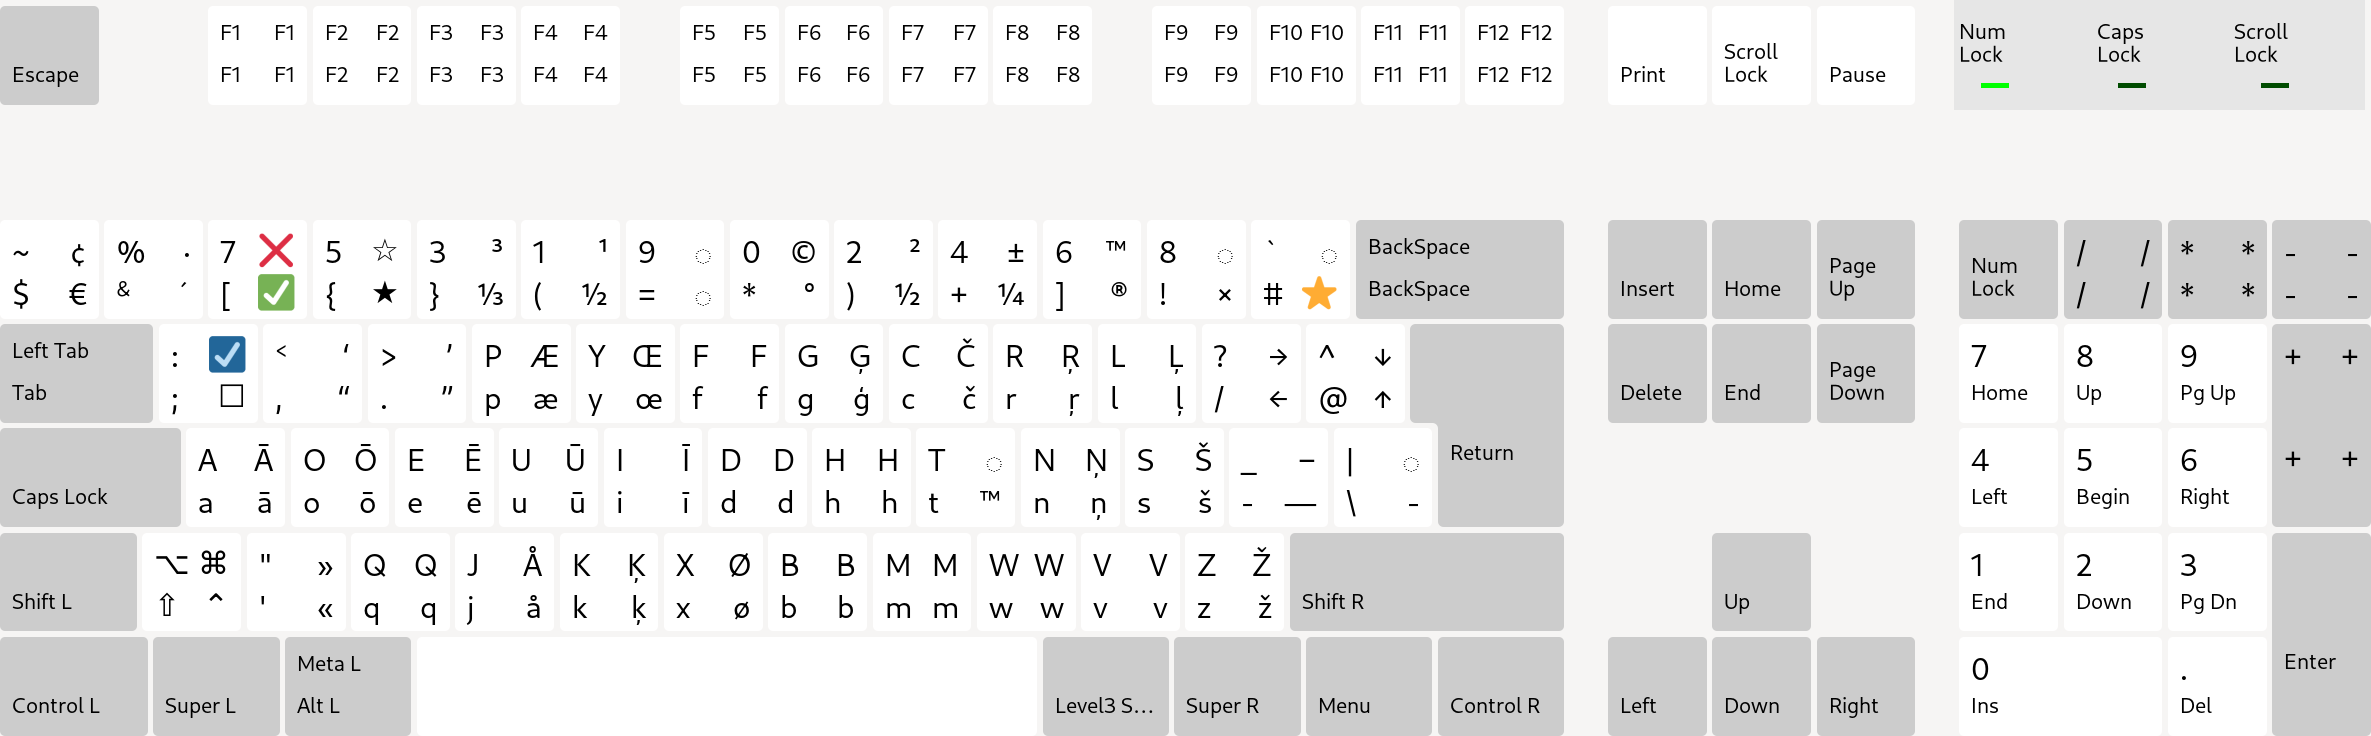 F1 F1 F2 F2 F3 F3 F4 F4 F5 F5 F6 F6 F7 F7 F8 F8 F9 F9 F10 F10 F11 F11 F12 F12 Num Caps Scroll
Scroll Lock Lock Lock
Escape F1 F1 F2 F2 F3 F3 F4 F4 F5 F5 F6 F6 F7 F7 F8 F8 F9 F9 F10 F10 F11 F11 F12 F12 Print Lock Pause
~ ¢ % · 7 ❌ 5 ☆ 3 ³ 1 ¹ 9 ◌ 0 © 2 ² 4 ± 6 ™ 8 ◌ ` ◌ BackSpace Page Num / / * * - -
$ € & ´ [ ✅ { ★ } ⅓ ( ½ = ◌ * ° ) ½ + ¼ ] ® ! × # ⭐ BackSpace Insert Home Up Lock / / * * - -
Left Tab : ☑ < ‘ > ’ P Æ Y Œ F F G Ģ C Č R Ŗ L Ļ ? → ^ ↓ Page 7 8 9 + +
Tab ; ☐ , “ . ” p æ y œ f f g ģ c č r ŗ l ļ / ← @ ↑ Delete End Down Home Up Pg Up
A Ā O Ō E Ē U Ū I Ī D D H H T ◌ N Ņ S Š _ – | ◌ Return 4 5 6 + +
Caps Lock a ā o ō e ē u ū i ī d d h h t ™ n ņ s š - — \ - Left Begin Right
⌥ ⌘ " » Q Q J Å K Ķ X Ø B B M M W W V V Z Ž 1 2 3
Shift L ⇧ ⌃ ' « q q j å k ķ x ø b b m m w w v v z ž Shift R Up End Down Pg Dn
Meta L 0 . Enter
Control L Super L Alt L Level3 S… Super R Menu Control R Left Down Right Ins Del